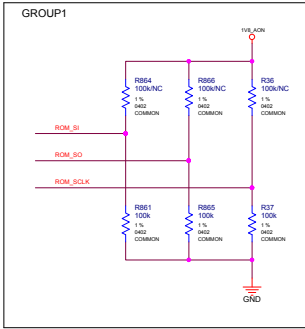 GROUP1
1V8_AON
R864
100k/NC
1 %
0402
COMMON
R866
100k/NC
1 %
0402
COMMON
R36
100k/NC
1 %
0402
COMMON
ROM_SI
ROM_SO
ROM_SCLK
R861
100k
1 %
0402
COMMON
R865
100k
1 %
0402
COMMON
R37
100k
1 %
0402
COMMON
GND